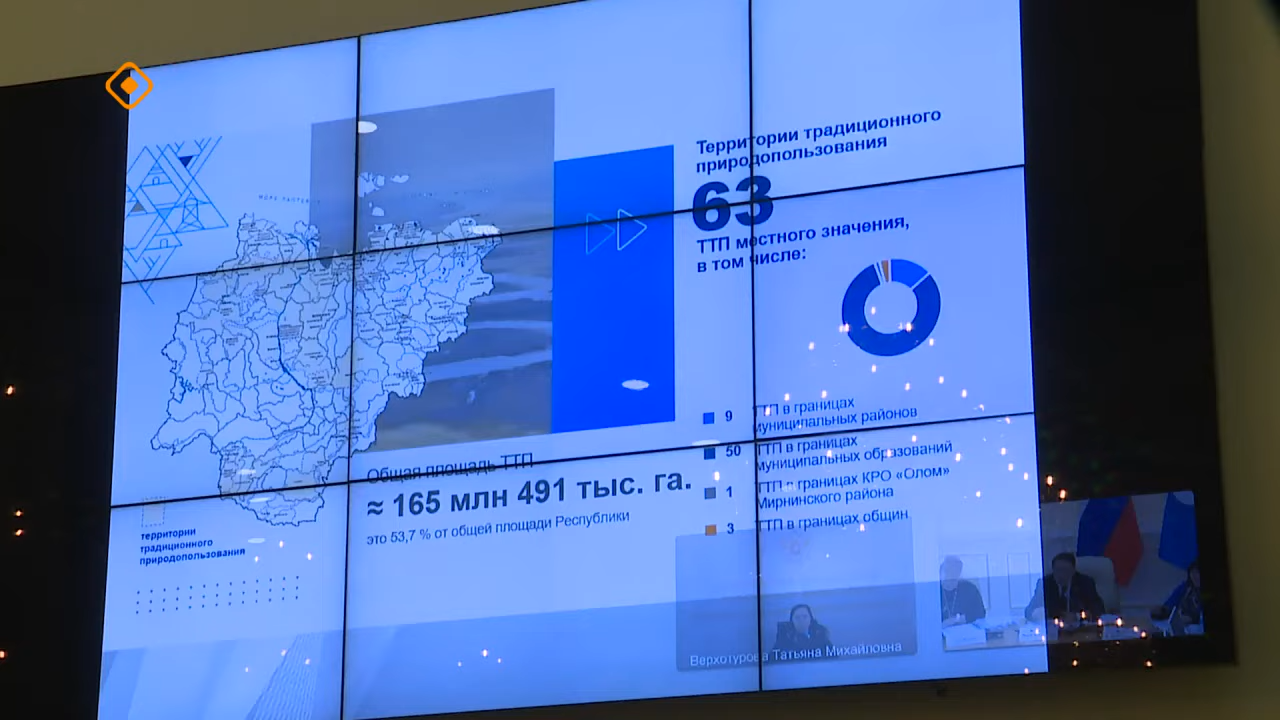 Территории традиционного
природопользования
63
ТТП местного значения,
в том числе:
9 ТТП в границах
муниципальных районов
50 ТТП в границах
муниципальных образований
1 ТТП в границах КРО «Олом»
Мирнинского района
3 ТТП в границах общин
Общая площадь ТТП
≈ 165 млн 491 тыс. га.
это 53,7 % от общей площади Республики
территории
традиционного
природопользования
Верхотурова Татьяна Михайловна